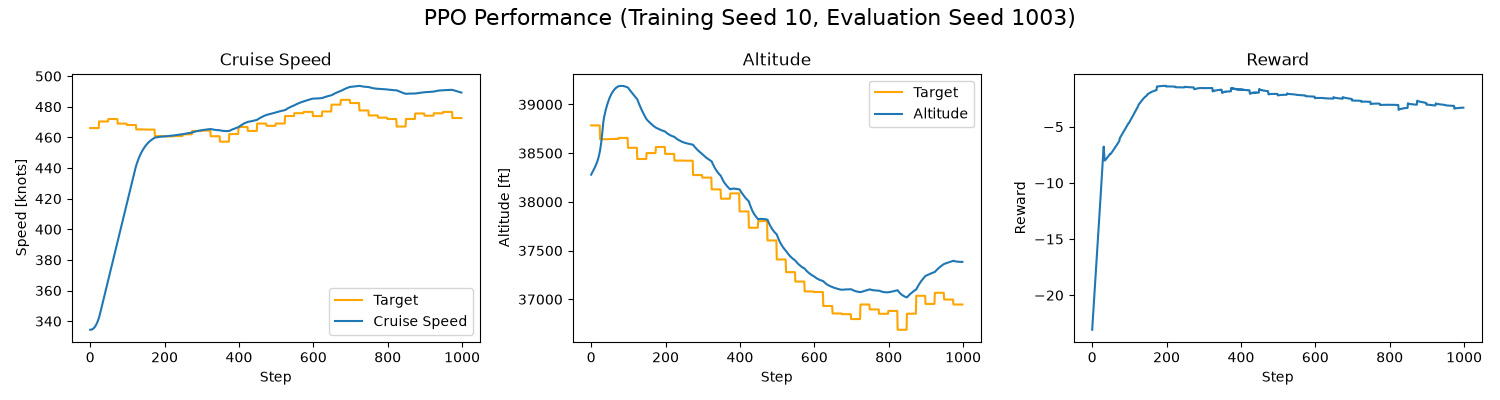 PPO Performance (Training Seed 10, Evaluation Seed 1003)
Cruise Speed
500
480
460
440
420
400
380
360
340
Speed [knots]
Target
Cruise Speed
0 200 400 600 800 1000
Step
Altitude
39000
38500
38000
37500
37000
Altitude [ft]
Target
Altitude
0 200 400 600 800 1000
Step
Reward
−5
−10
−15
−20
Reward
0 200 400 600 800 1000
Step